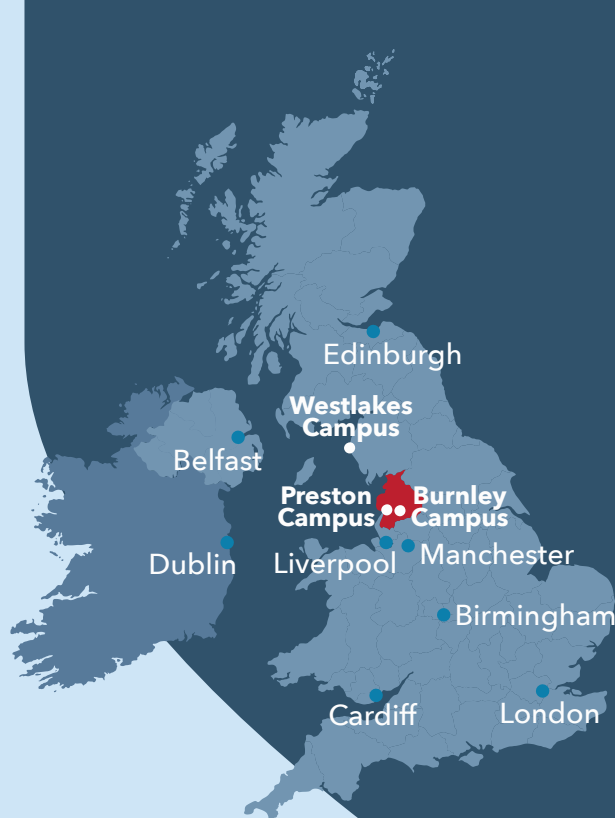 Edinburgh
Westlakes
Campus
Belfast
Preston
Campus
Burnley
Campus
Dublin
Liverpool
Manchester
Birmingham
Cardiff
London